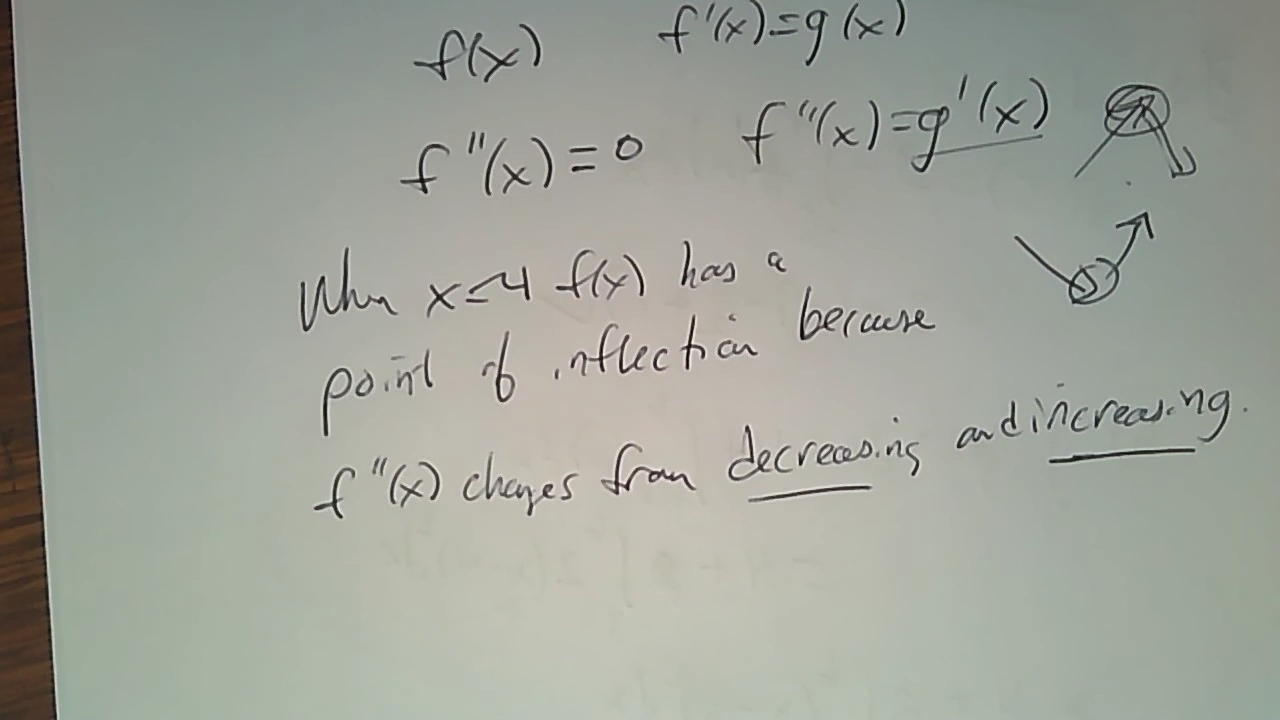 f(x) f'(x)=g(x)
f''(x)=0 f''(x)=g'(x)
When x=4 f(x) has a
point of inflection because
f''(x) changes from decreasing and increasing.